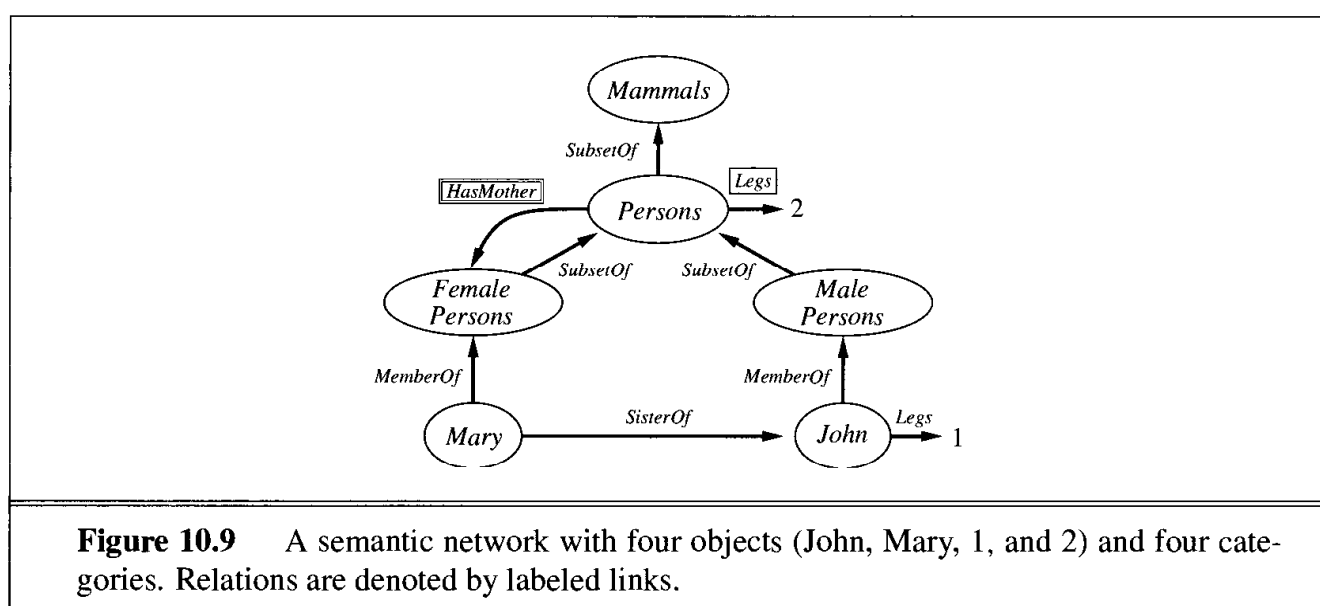 Mammals
SubsetOf
HasMother
Legs
Persons
2
SubsetOf
SubsetOf
Female
Persons
Male
Persons
MemberOf
MemberOf
SisterOf
Legs
Mary
John
1
Figure 10.9 A semantic network with four objects (John, Mary, 1, and 2) and four cate-
gories. Relations are denoted by labeled links.